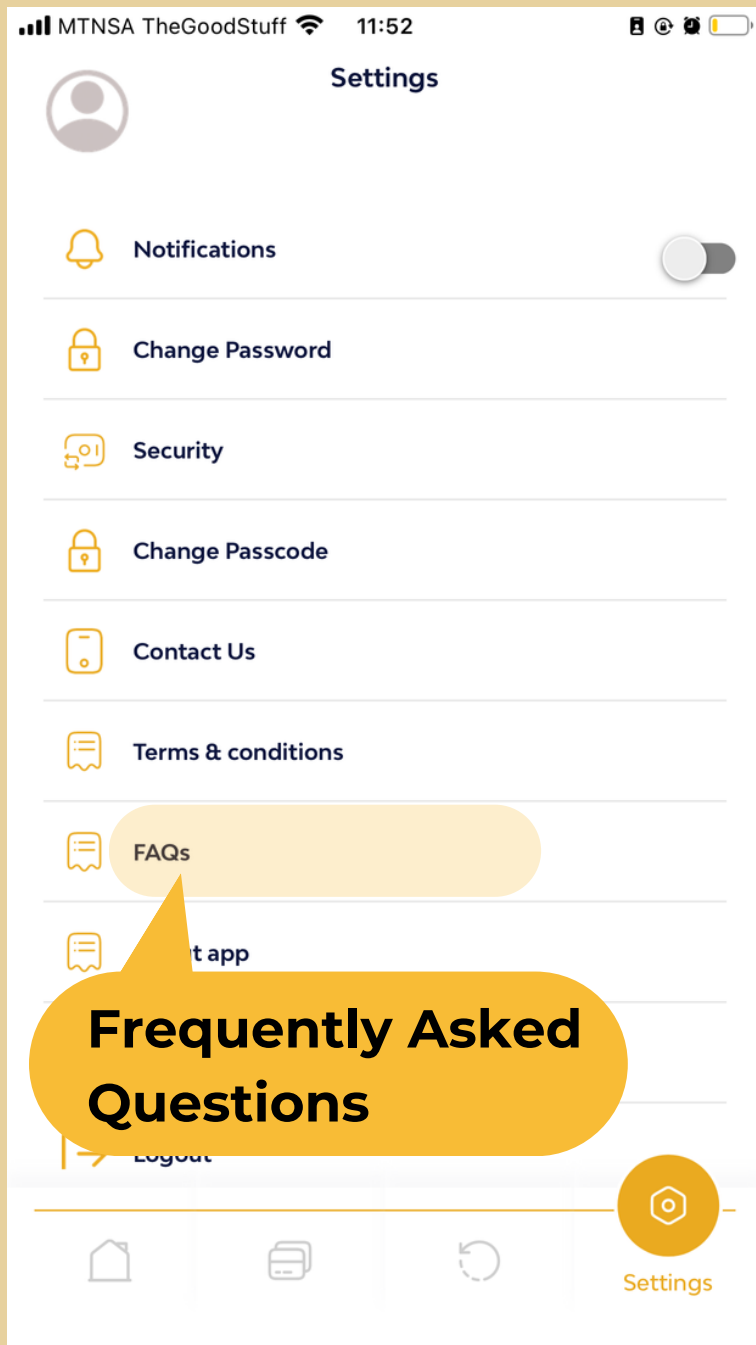 MTNSA TheGoodStuff 11:52
Settings
Notifications
Change Password
Security
Change Passcode
Contact Us
Terms & conditions
FAQs
t app
Frequently Asked
Questions
Logout
Settings